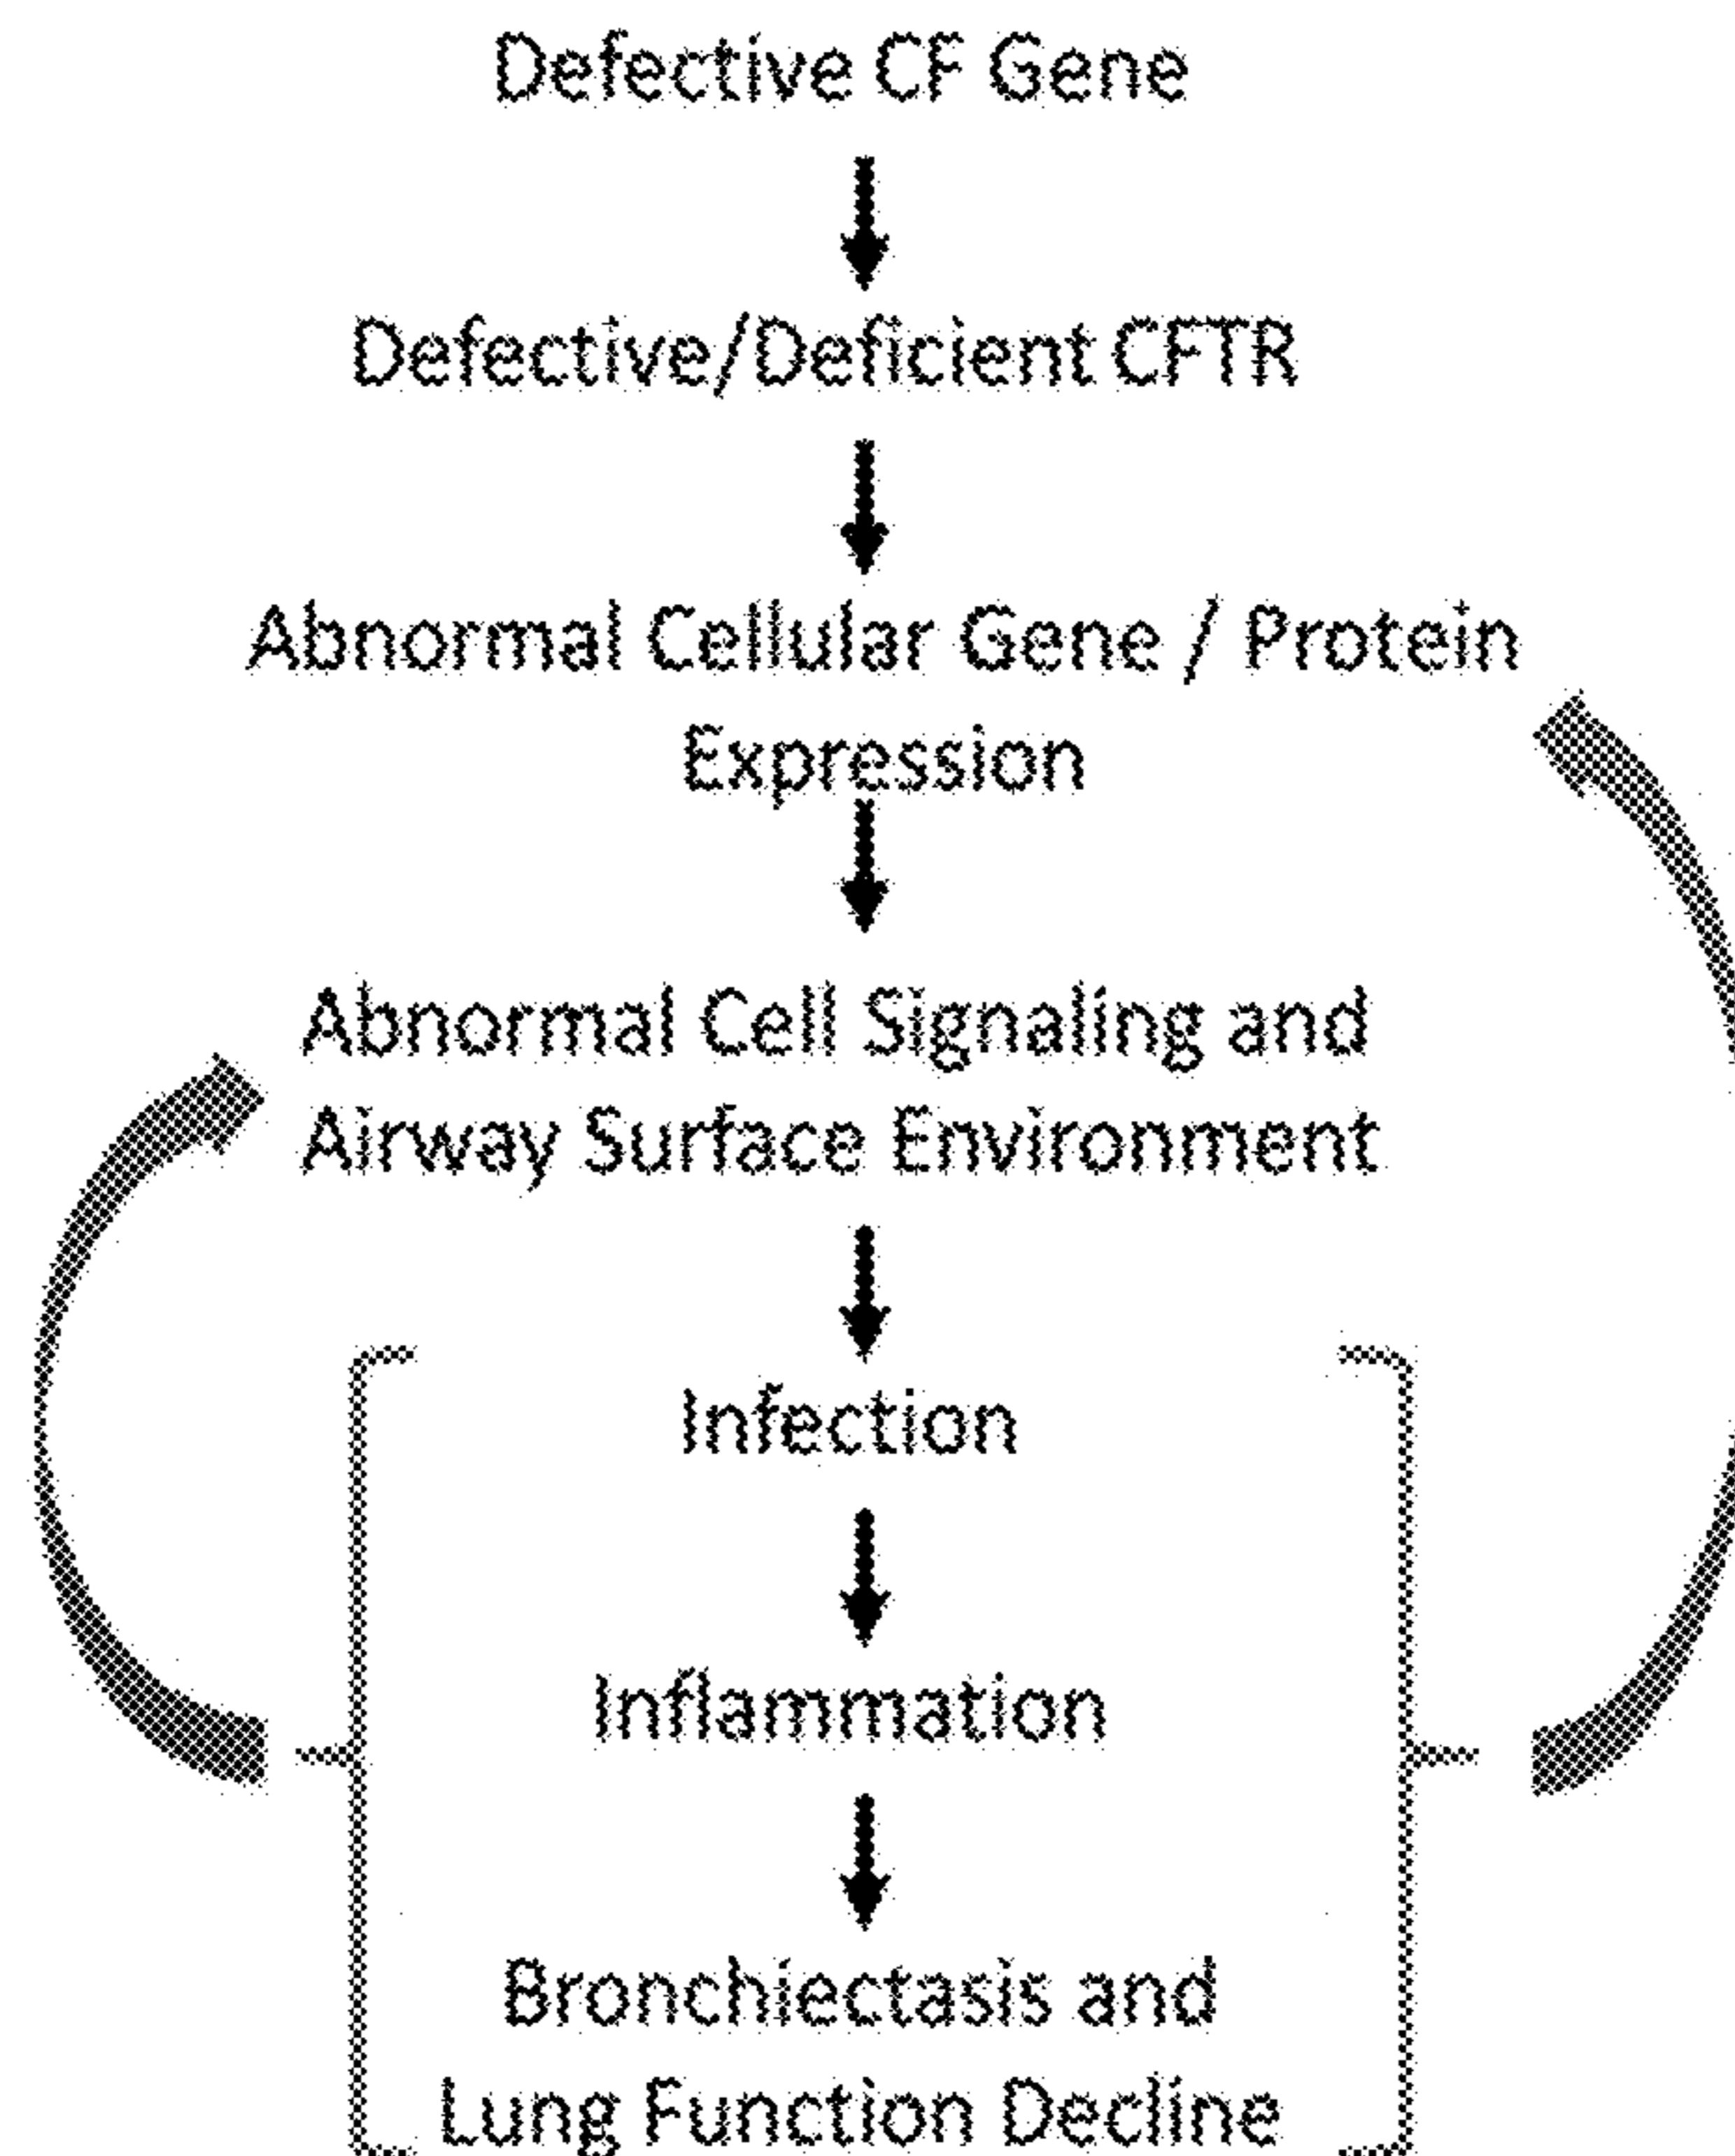 Defective CF Gene
Defective/Deficient CFTR
Abnormal Cellular Gene / Protein
Expression
Abnormal Cell Signaling and
Airway Surface Environment
Infection
Inflammation
Bronchiectasis and
Lung Function Decline